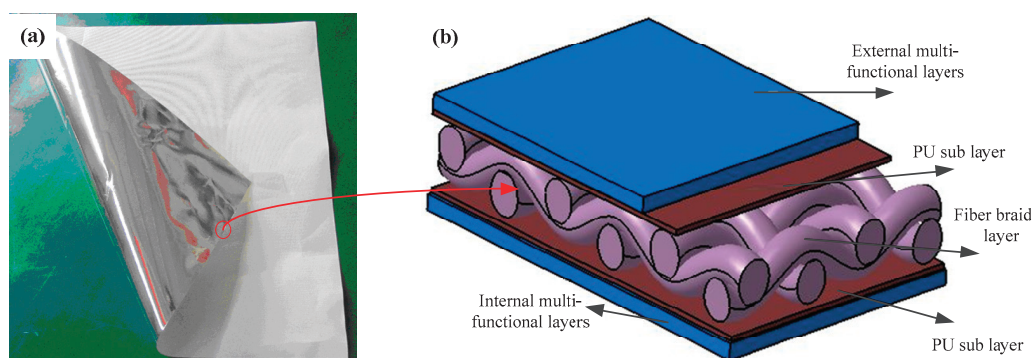 (a)
(b)
External multi-
functional layers
PU sub layer
Fiber braid
layer
Internal multi-
functional layers
PU sub layer